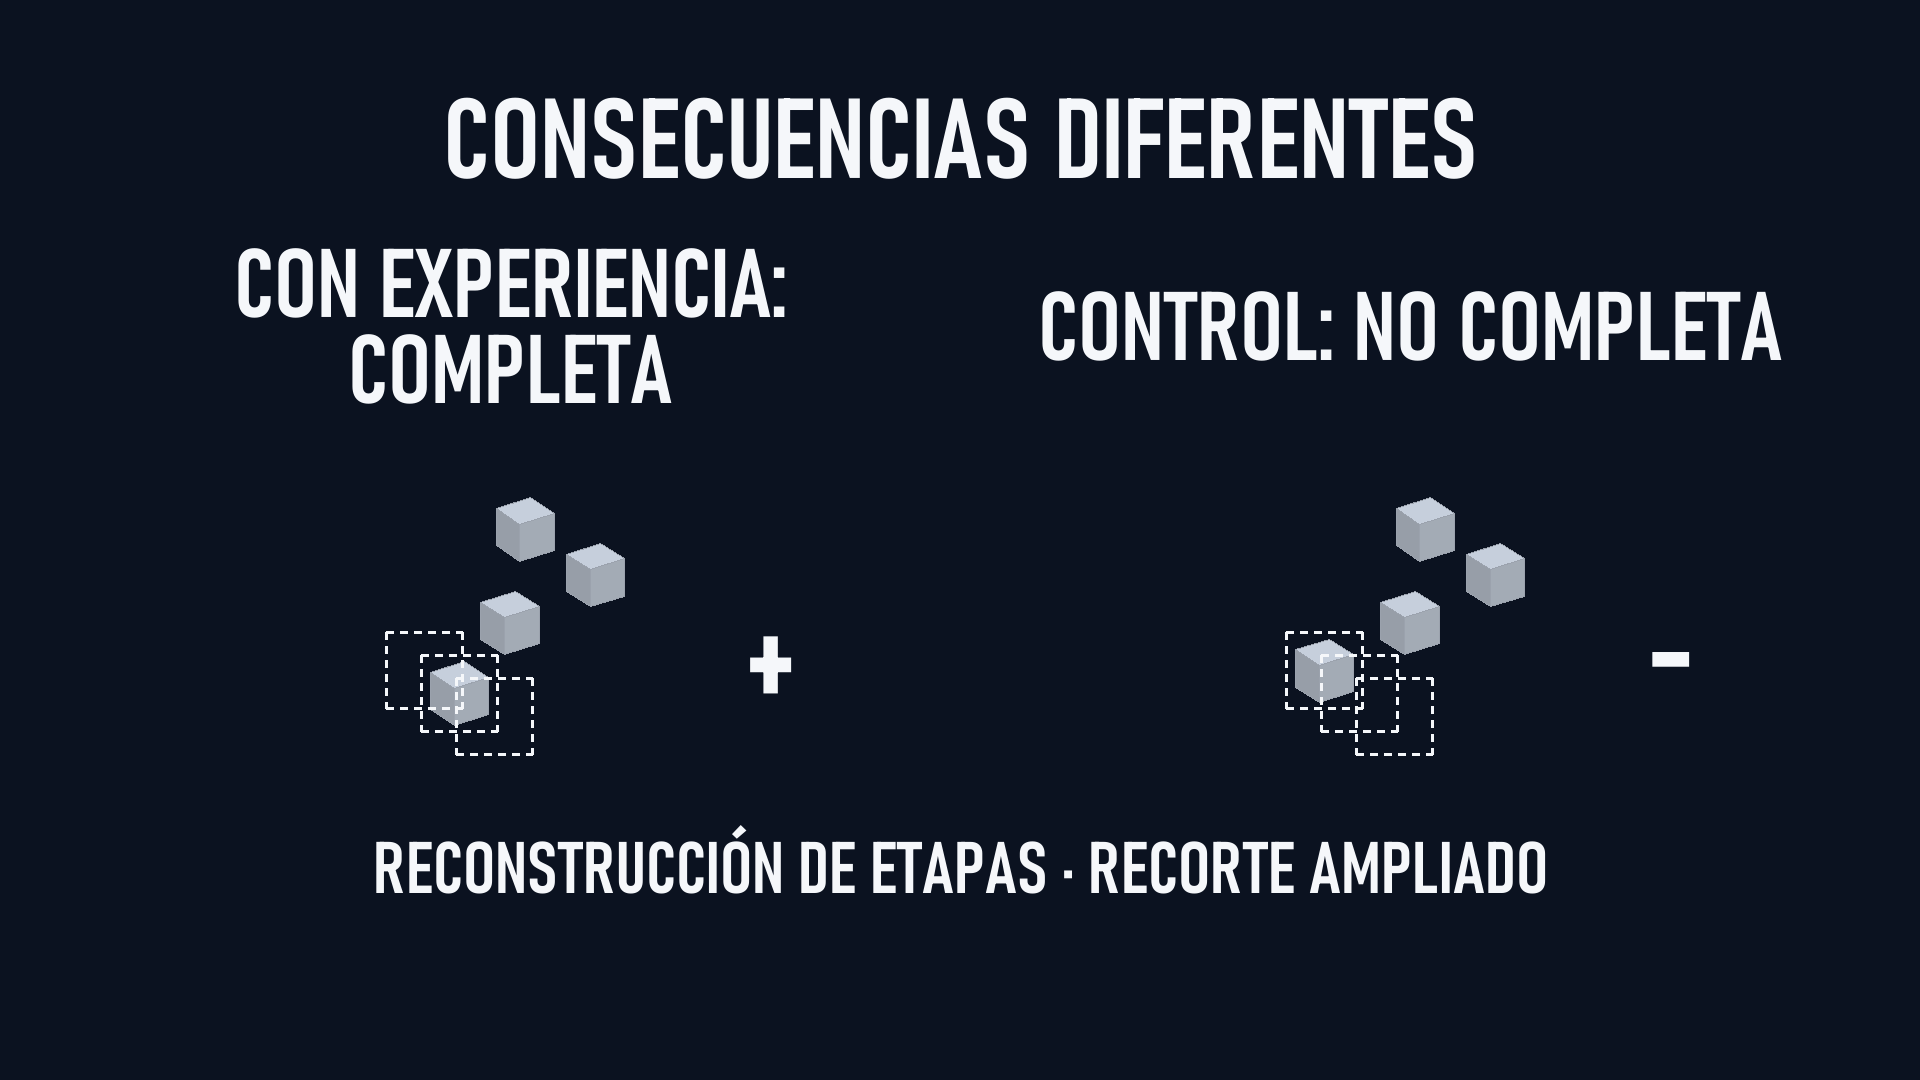 CONSECUENCIAS DIFERENTES
CON EXPERIENCIA:
COMPLETA
CONTROL: NO COMPLETA
+
-
RECONSTRUCCIÓN DE ETAPAS · RECORTE AMPLIADO